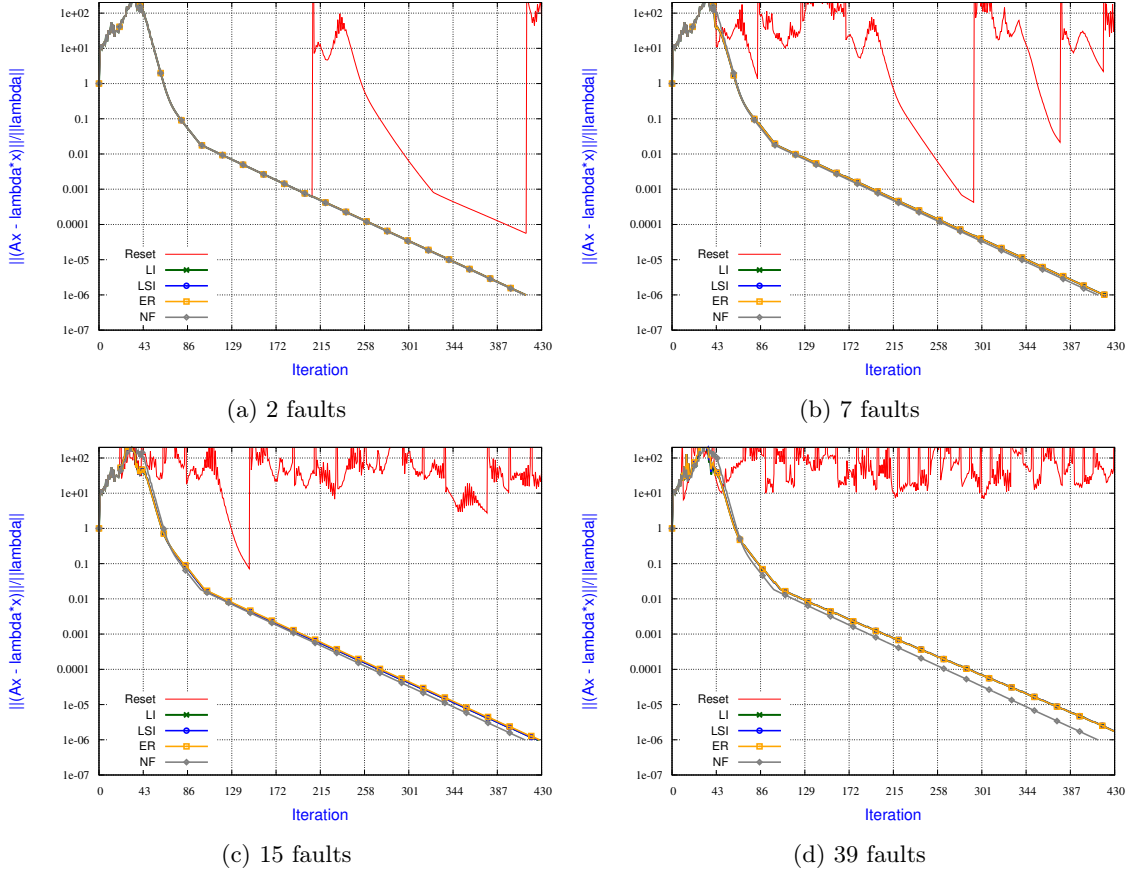 ||(Ax - lambda*x)||/||lambda||
1e+02
1e+01
1
0.1
0.01
0.001
0.0001
1e-05
1e-06
1e-07
Reset
LI
LSI
ER
NF
0 43 86 129 172 215 258 301 344 387 430
Iteration
(a) 2 faults
||(Ax - lambda*x)||/||lambda||
1e+02
1e+01
1
0.1
0.01
0.001
0.0001
1e-05
1e-06
1e-07
Reset
LI
LSI
ER
NF
0 43 86 129 172 215 258 301 344 387 430
Iteration
(b) 7 faults
||(Ax - lambda*x)||/||lambda||
1e+02
1e+01
1
0.1
0.01
0.001
0.0001
1e-05
1e-06
1e-07
Reset
LI
LSI
ER
NF
0 43 86 129 172 215 258 301 344 387 430
Iteration
(c) 15 faults
||(Ax - lambda*x)||/||lambda||
1e+02
1e+01
1
0.1
0.01
0.001
0.0001
1e-05
1e-06
1e-07
Reset
LI
LSI
ER
NF
0 43 86 129 172 215 258 301 344 387 430
Iteration
(d) 39 faults